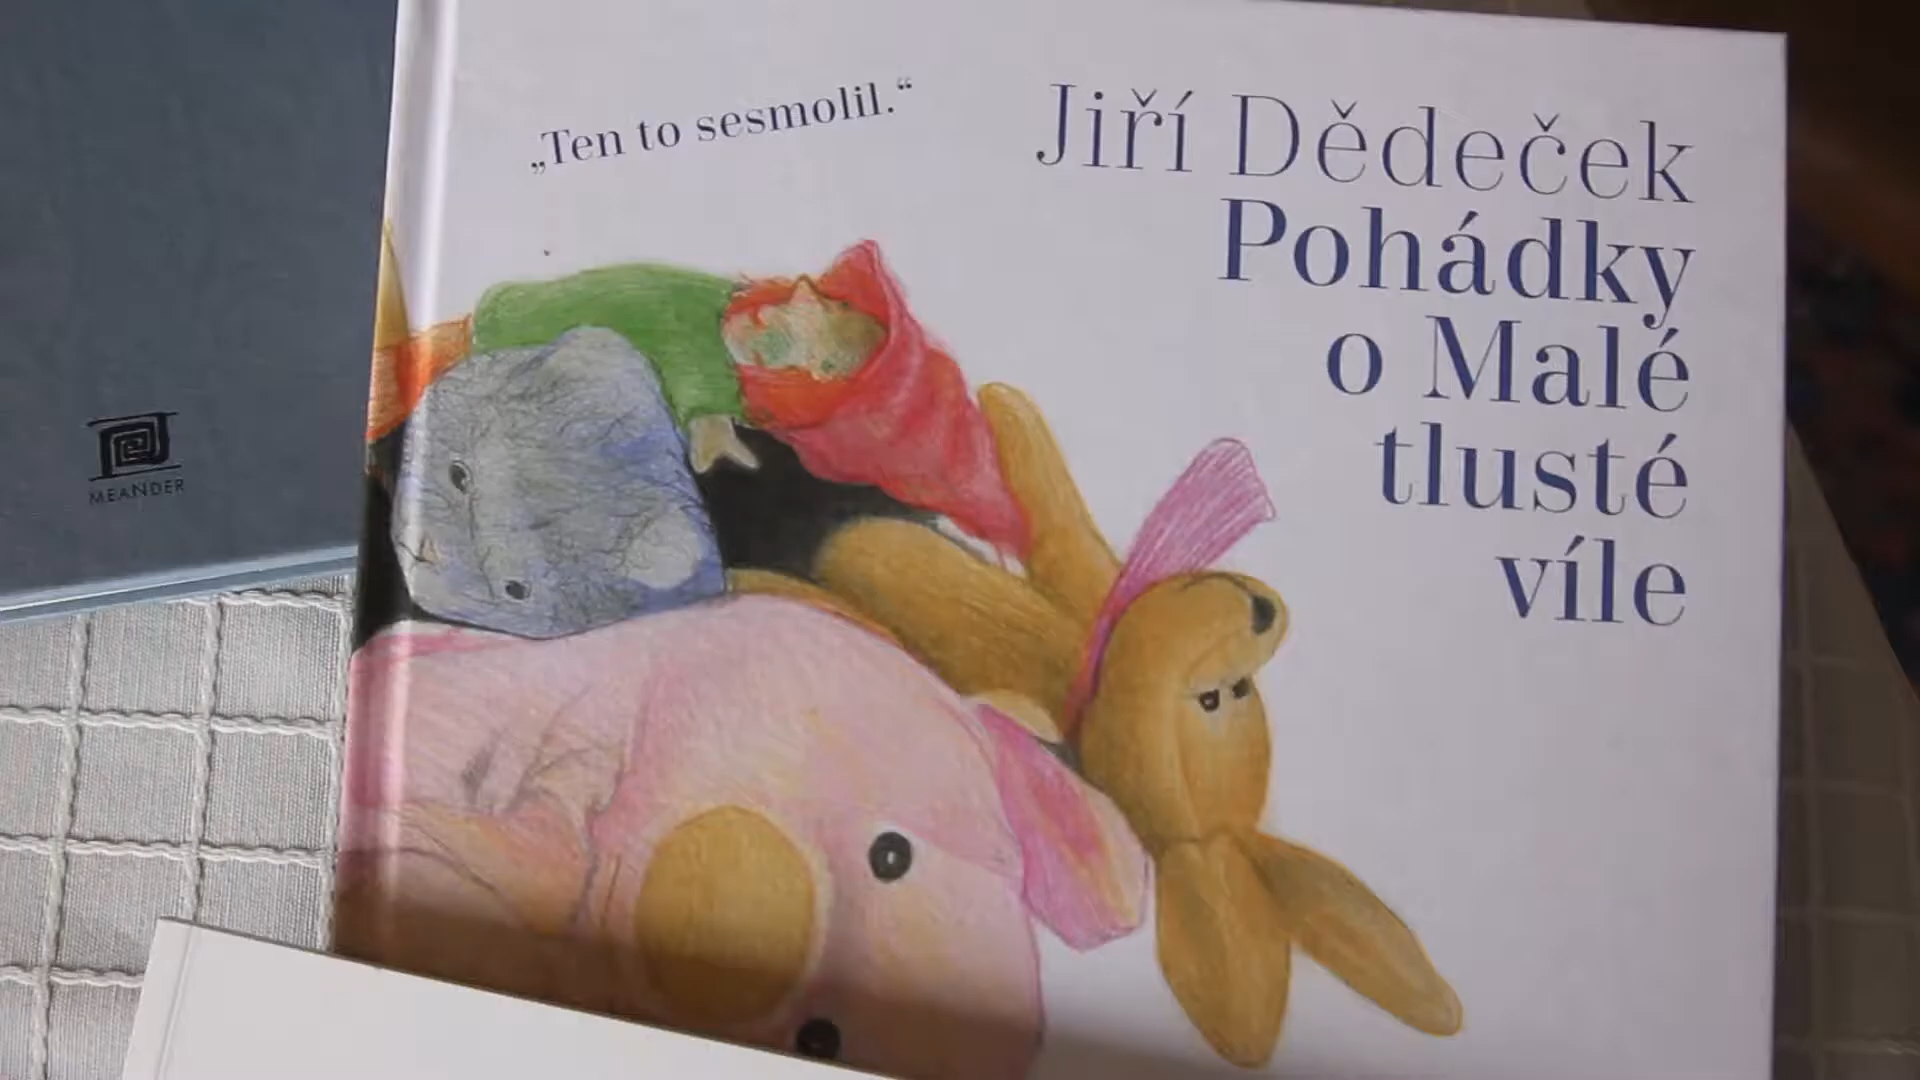 „Ten to sesmolil.“
Jiří Dědeček
Pohádky
o Malé
tlusté
víle
MEANDER